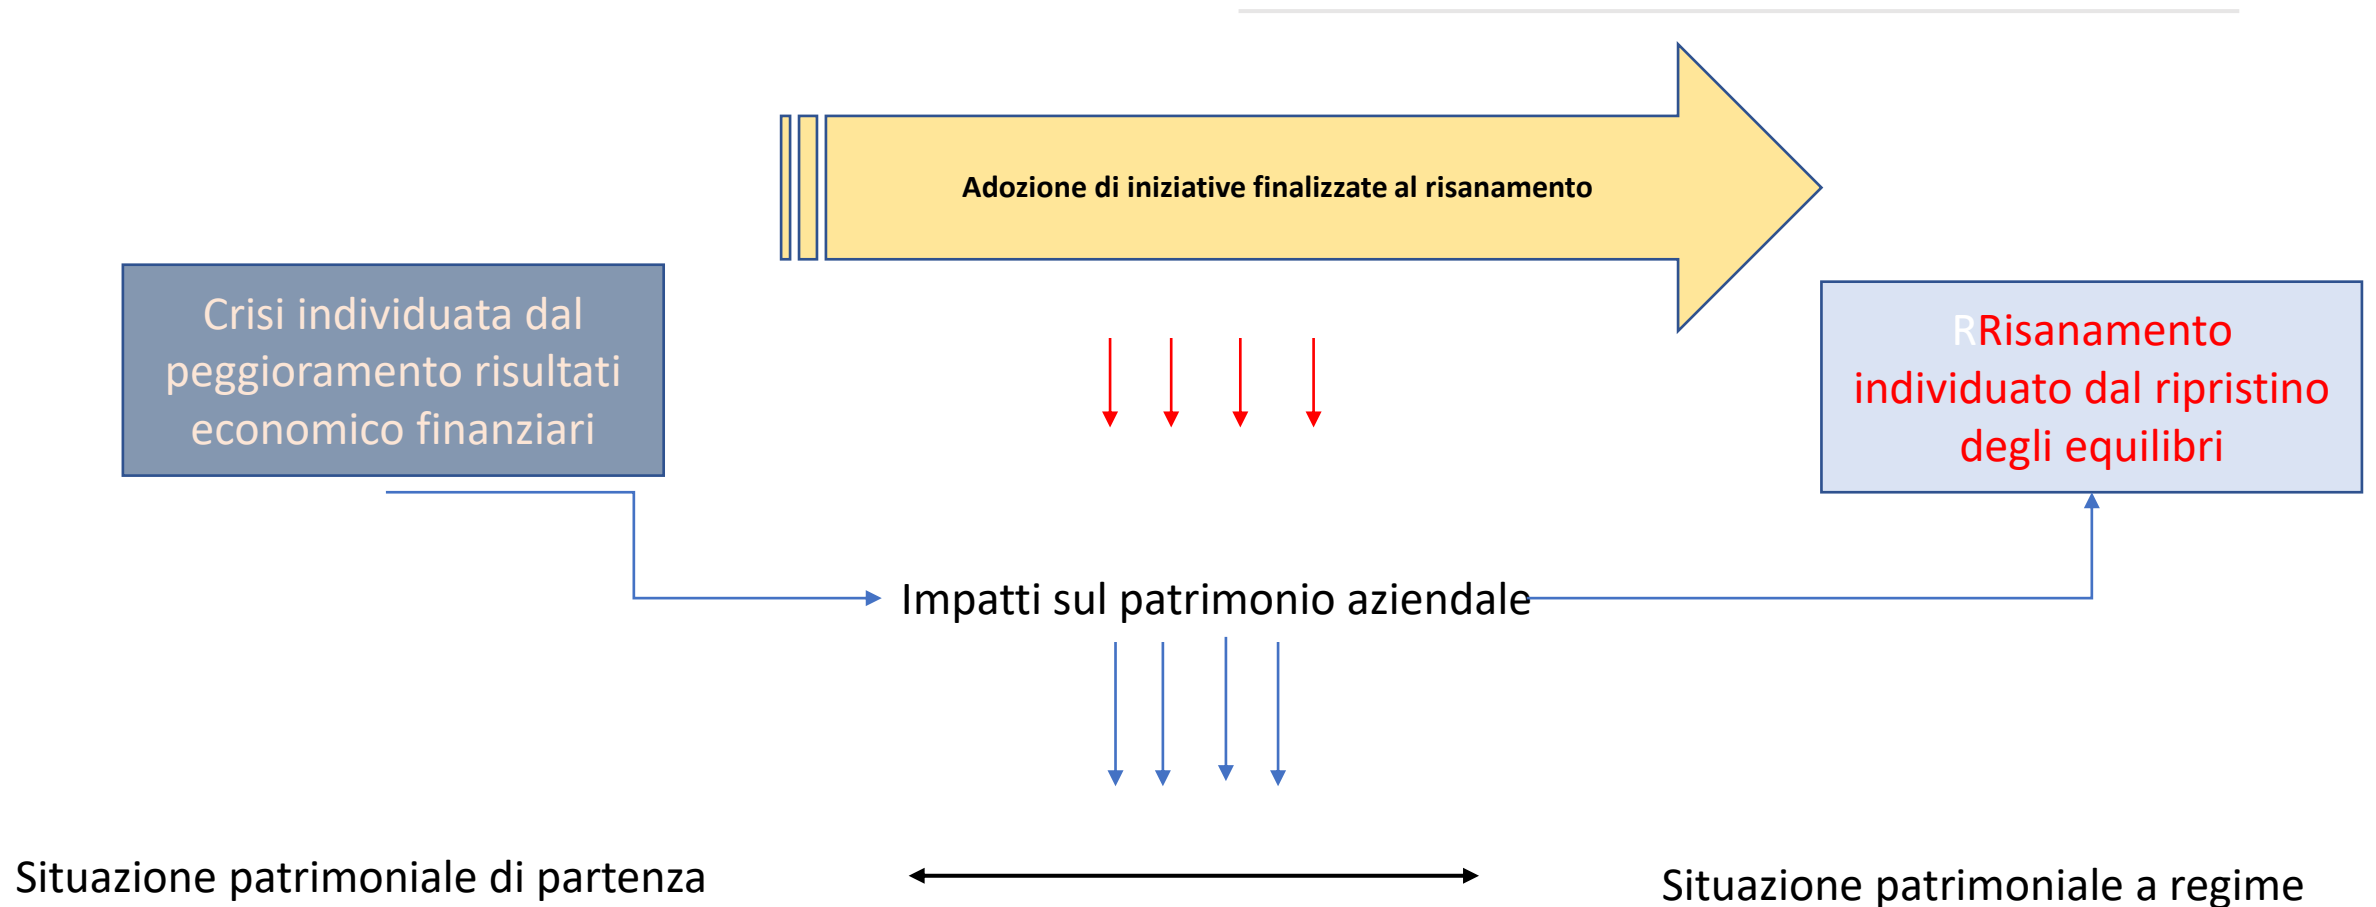 Adozione di iniziative finalizzate al risanamento
Crisi individuata dal
peggioramento risultati
economico finanziari
RRisanamento
individuato dal ripristino
degli equilibri
Impatti sul patrimonio aziendale
Situazione patrimoniale di partenza
Situazione patrimoniale a regime